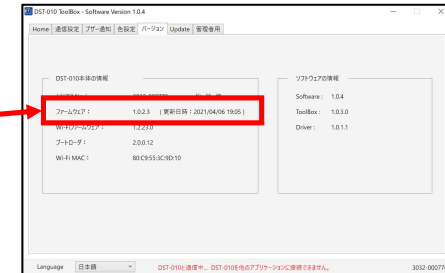 DST-010 ToolBox - Software Version 1.0.4
Home 通信設定 ブザー通知 色設定 バージョン Update 管理者用
DST-010本体の情報
ファームウェア： 1.0.2.3 （更新日時：2021/04/06 19:05 )
Wi-Fiファームウェア： 1.2.23.0
ブートローダ： 2.0.0.12
Wi-Fi MAC： 80:C9:55:3C:9D:10
ソフトウェアの情報
Software： 1.0.4
ToolBox： 1.0.3.0
Driver： 1.0.1.1
Language 日本語 DST-010と通信中... DST-010を他のアプリケーションに接続できません。